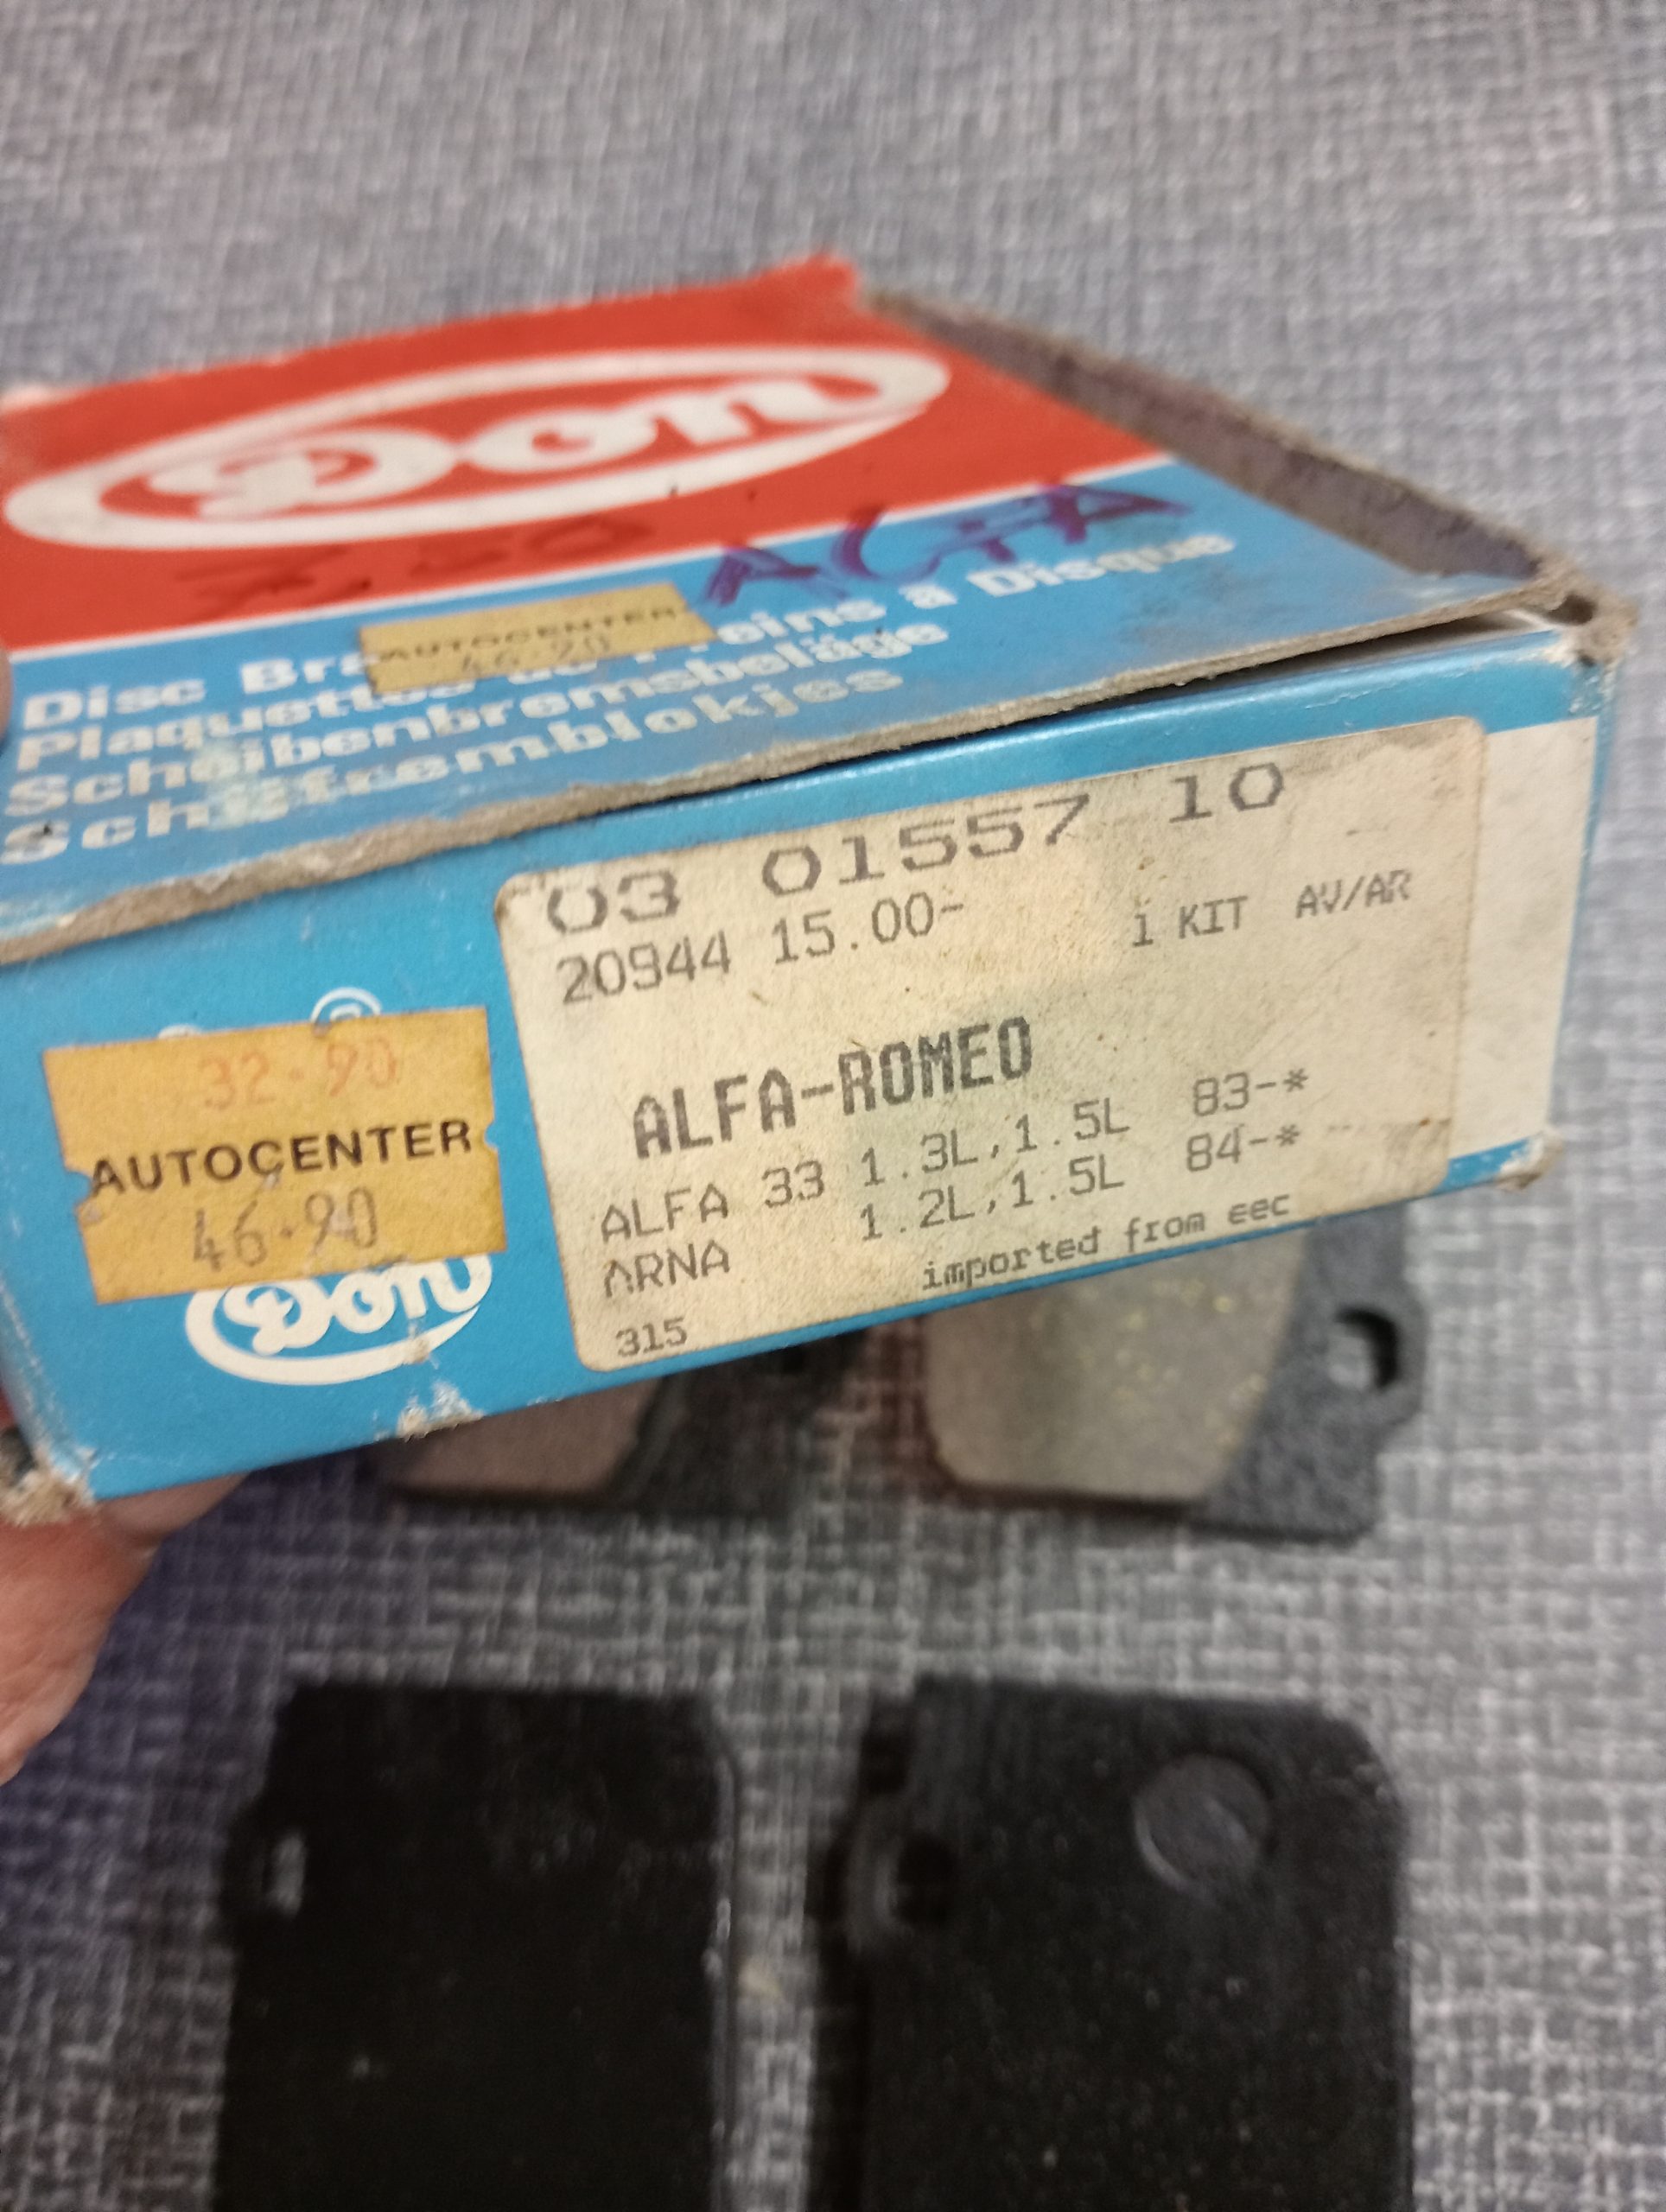 Don
ALFA
AUTOCENTER
46.90
Disc Bra
Plaquettes de Freins à Disque
Scheibenbremsbeläge
Schijfremblokjes
03 01557 10
20944 15.00- 1 KIT AV/AR
ALFA-ROMEO
ALFA 33 1.3L,1.5L 83-*
ARNA 1.2L,1.5L 84-*
imported from eec
315
32.90
AUTOCENTER
46.90
Don